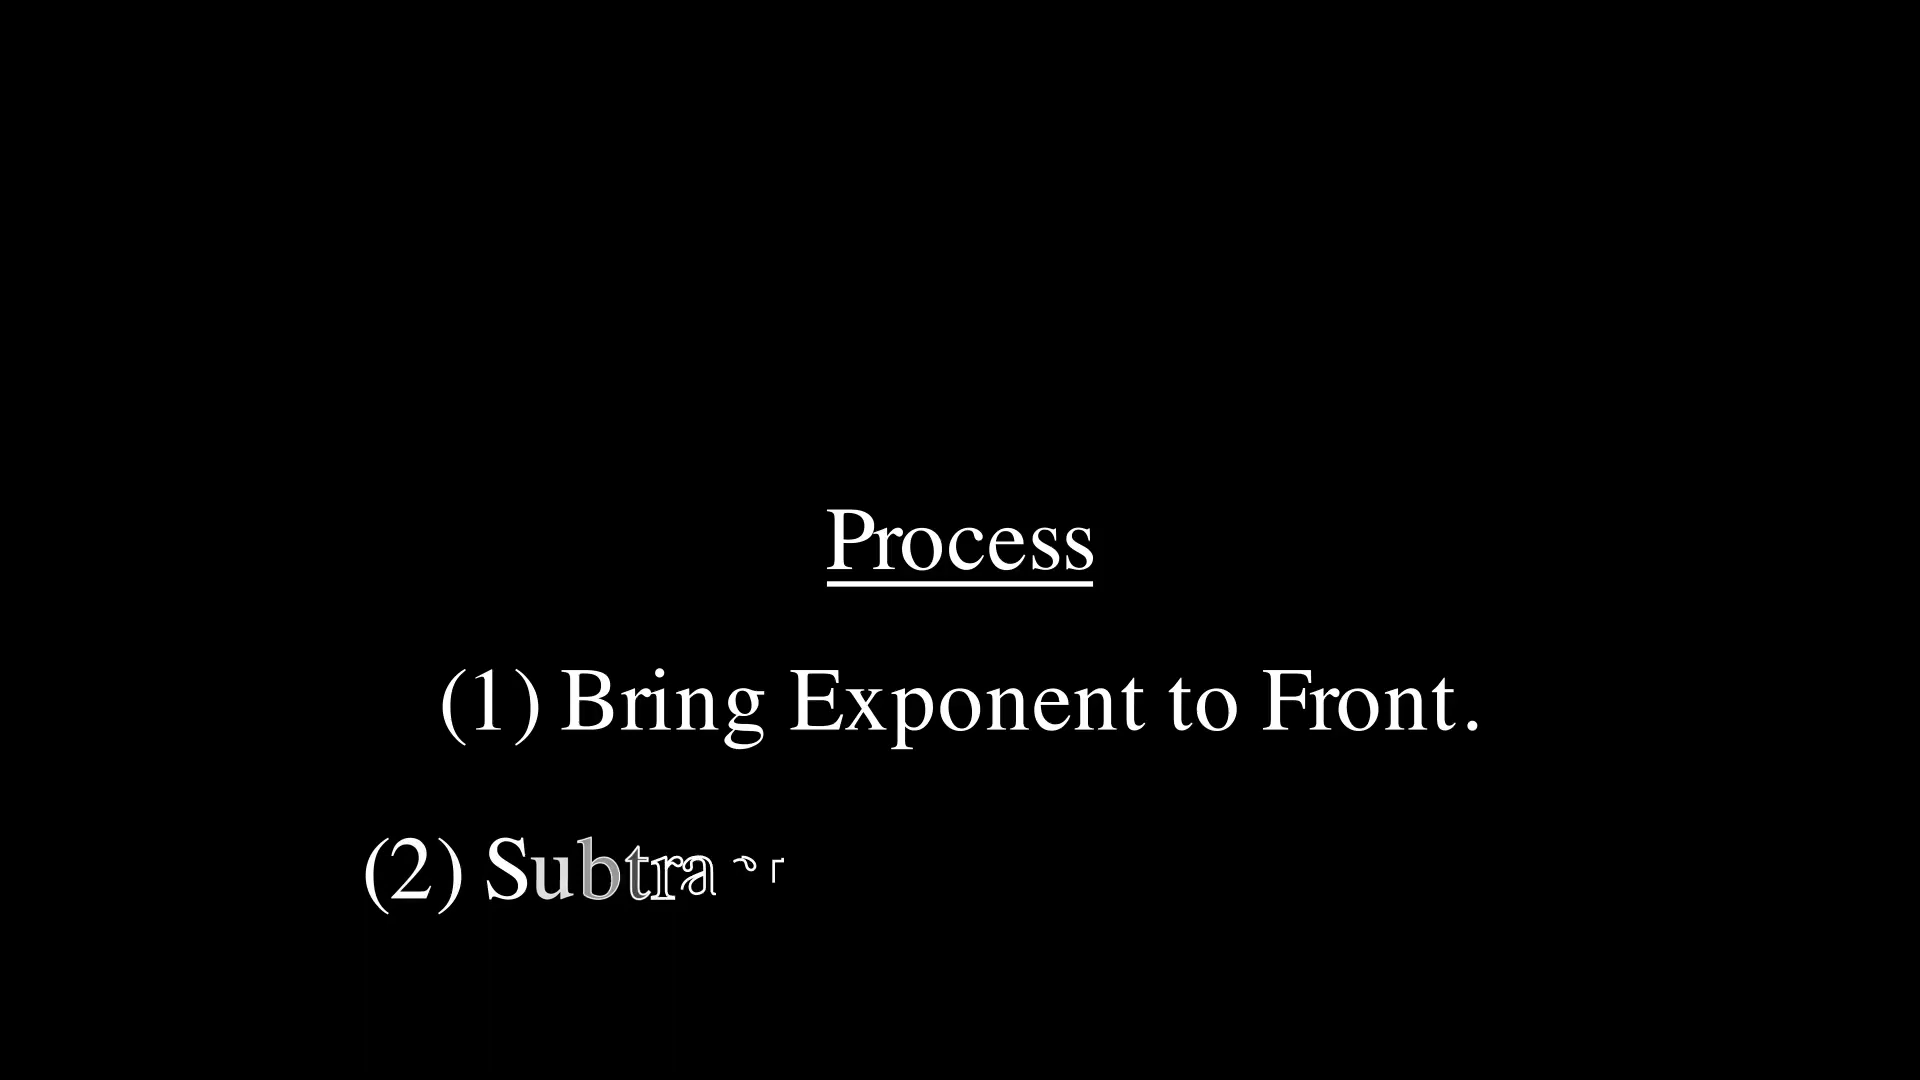 Process
(1) Bring Exponent to Front.
(2) Subtra